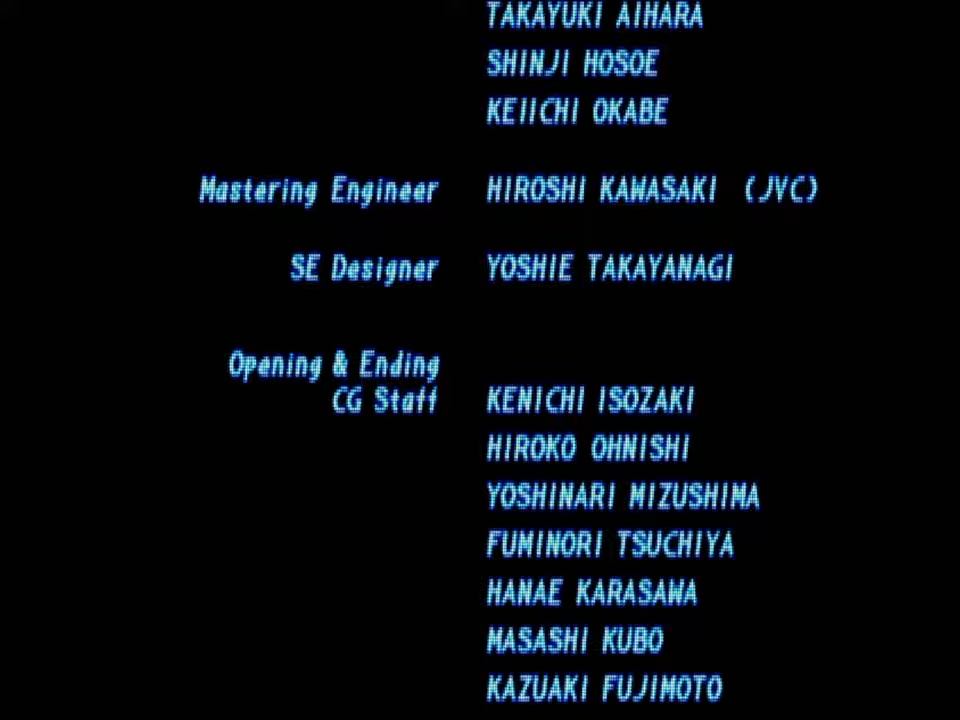 TAKAYUKI AIHARA
SHINJI HOSOE
KEIICHI OKABE
Mastering Engineer HIROSHI KAWASAKI (JVC)
SE Designer YOSHIE TAKAYANAGI
Opening & Ending
CG Staff KENICHI ISOZAKI
HIROKO OHNISHI
YOSHINARI MIZUSHIMA
FUMINORI TSUCHIYA
HANAE KARASAWA
MASASHI KUBO
KAZUAKI FUJIMOTO